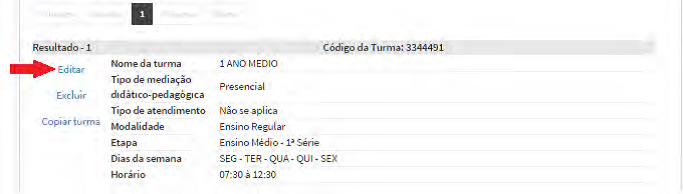 1
Resultado - 1 Código da Turma: 3344491
Editar Nome da turma 1 ANO MEDIO
Tipo de mediação didático-pedagógica Presencial
Excluir
Tipo de atendimento Não se aplica
Copiar turma Modalidade Ensino Regular
Etapa Ensino Médio - 1ª Série
Dias da semana SEG - TER - QUA - QUI - SEX
Horário 07:30 à 12:30